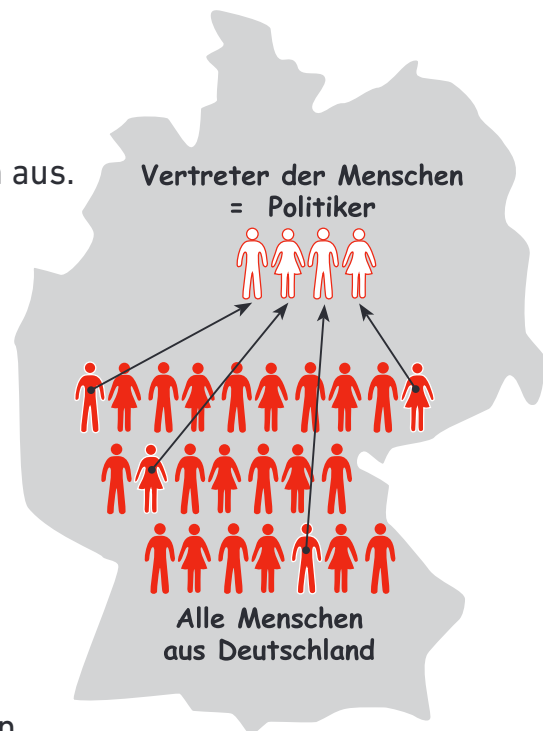 aus.
Vertreter der Menschen
= Politiker
Alle Menschen
aus Deutschland